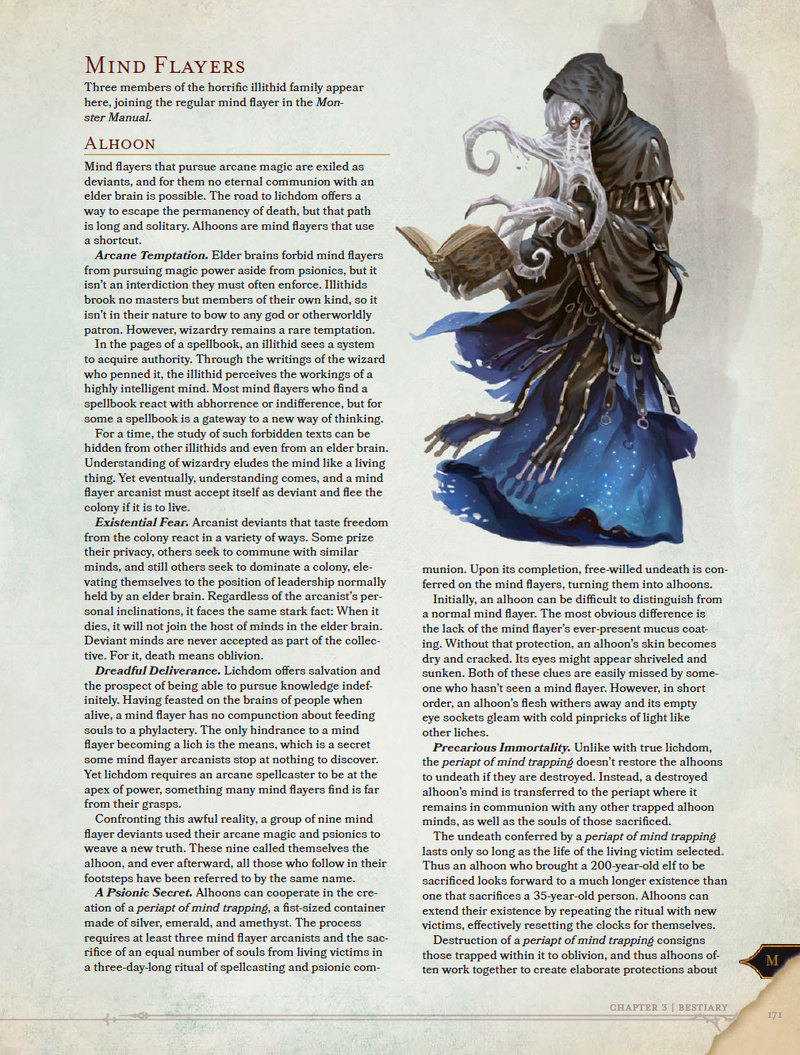 Mind Flayers
Three members of the horrific illithid family appear
here, joining the regular mind flayer in the Mon-
ster Manual.
Alhoon
Mind flayers that pursue arcane magic are exiled as
deviants, and for them no eternal communion with an
elder brain is possible. The road to lichdom offers a
way to escape the permanency of death, but that path
is long and solitary. Alhoons are mind flayers that use
a shortcut.
Arcane Temptation. Elder brains forbid mind flayers
from pursuing magic power aside from psionics, but it
isn't an interdiction they must often enforce. Illithids
brook no masters but members of their own kind, so it
isn't in their nature to bow to any god or otherworldly
patron. However, wizardry remains a rare temptation.
In the pages of a spellbook, an illithid sees a system
to acquire authority. Through the writings of the wizard
who penned it, the illithid perceives the workings of a
highly intelligent mind. Most mind flayers who find a
spellbook react with abhorrence or indifference, but for
some a spellbook is a gateway to a new way of thinking.
For a time, the study of such forbidden texts can be
hidden from other illithids and even from an elder brain.
Understanding of wizardry eludes the mind like a living
thing. Yet eventually, understanding comes, and a mind
flayer arcanist must accept itself as deviant and flee the
colony if it is to live.
Existential Fear. Arcanist deviants that taste freedom
from the colony react in a variety of ways. Some prize
their privacy, others seek to commune with similar
minds, and still others seek to dominate a colony, ele-
vating themselves to the position of leadership normally
held by an elder brain. Regardless of the arcanist's per-
sonal inclinations, it faces the same stark fact: When it
dies, it will not join the host of minds in the elder brain.
Deviant minds are never accepted as part of the collec-
tive. For it, death means oblivion.
Dreadful Deliverance. Lichdom offers salvation and
the prospect of being able to pursue knowledge indef-
initely. Having feasted on the brains of people when
alive, a mind flayer has no compunction about feeding
souls to a phylactery. The only hindrance to a mind
flayer becoming a lich is the means, which is a secret
some mind flayer arcanists stop at nothing to discover.
Yet lichdom requires an arcane spellcaster to be at the
apex of power, something many mind flayers find is far
from their grasps.
Confronting this awful reality, a group of nine mind
flayer deviants used their arcane magic and psionics to
weave a new truth. These nine called themselves the
alhoon, and ever afterward, all those who follow in their
footsteps have been referred to by the same name.
A Psionic Secret. Alhoons can cooperate in the cre-
ation of a periapt of mind trapping, a fist-sized container
made of silver, emerald, and amethyst. The process
requires at least three mind flayer arcanists and the sac-
rifice of an equal number of souls from living victims in
a three-day-long ritual of spellcasting and psionic com-
munion. Upon its completion, free-willed undeath is con-
ferred on the mind flayers, turning them into alhoons.
Initially, an alhoon can be difficult to distinguish from
a normal mind flayer. The most obvious difference is
the lack of the mind flayer's ever-present mucus coat-
ing. Without that protection, an alhoon's skin becomes
dry and cracked. Its eyes might appear shriveled and
sunken. Both of these clues are easily missed by some-
one who hasn't seen a mind flayer. However, in short
order, an alhoon's flesh withers away and its empty
eye sockets gleam with cold pinpricks of light like
other liches.
Precarious Immortality. Unlike with true lichdom,
the periapt of mind trapping doesn't restore the alhoons
to undeath if they are destroyed. Instead, a destroyed
alhoon's mind is transferred to the periapt where it
remains in communion with any other trapped alhoon
minds, as well as the souls of those sacrificed.
The undeath conferred by a periapt of mind trapping
lasts only so long as the life of the living victim selected.
Thus an alhoon who brought a 200-year-old elf to be
sacrificed looks forward to a much longer existence than
one that sacrifices a 35-year-old person. Alhoons can
extend their existence by repeating the ritual with new
victims, effectively resetting the clocks for themselves.
Destruction of a periapt of mind trapping consigns
those trapped within it to oblivion, and thus alhoons of-
ten work together to create elaborate protections about
M
CHAPTER 3 | BESTIARY
171